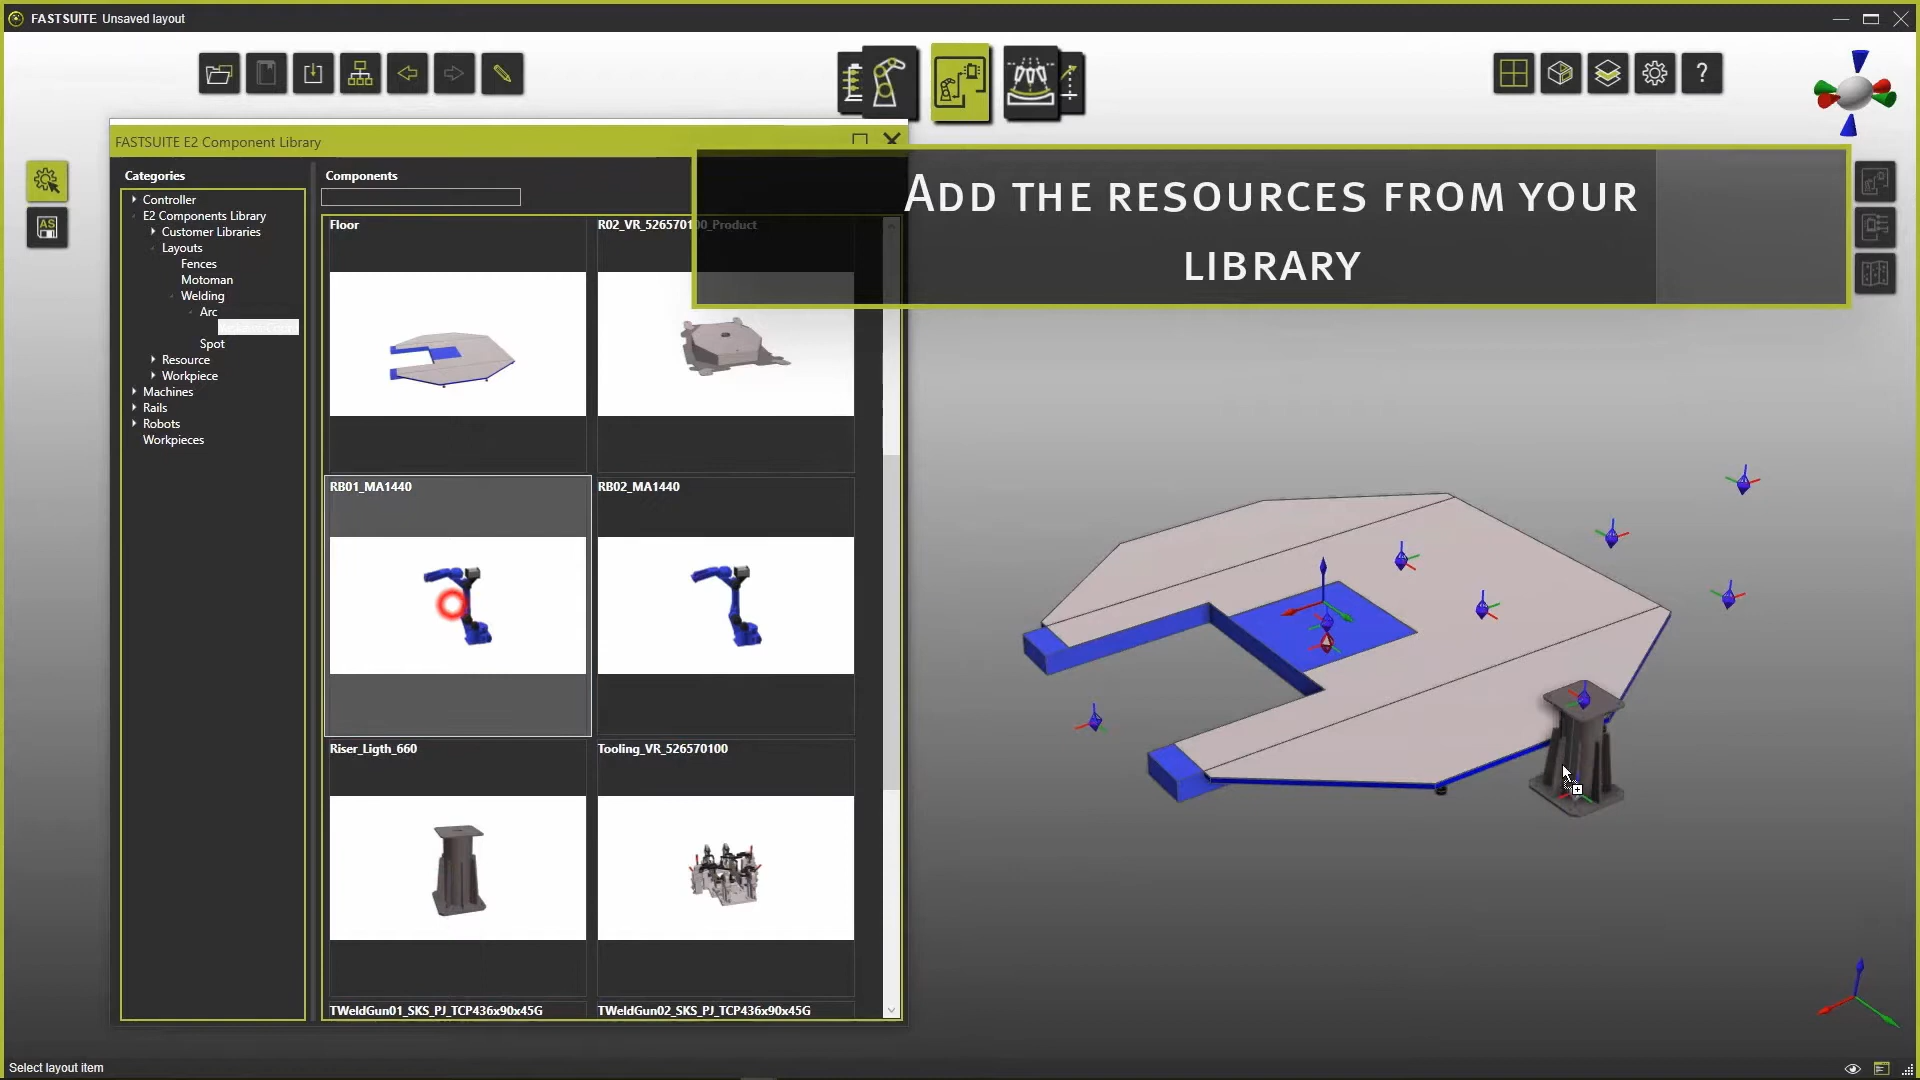 FASTSUITE Unsaved layout
?
FASTSUITE E2 Component Library
ADD THE RESOURCES FROM YOUR
LIBRARY
AS
Categories
Controller
E2 Components Library
Customer Libraries
Layouts
Fences
Motoman
Welding
Arc
Spot
Resource
Workpiece
Machines
Rails
Robots
Workpieces
Components
Floor
R02_VR_526570100_Product
RB01_MA1440
RB02_MA1440
Riser_Ligth_660
Tooling_VR_526570100
TWeldGun01_SKS_PJ_TCP436x90x45G
TWeldGun02_SKS_PJ_TCP436x90x45G
Select layout item